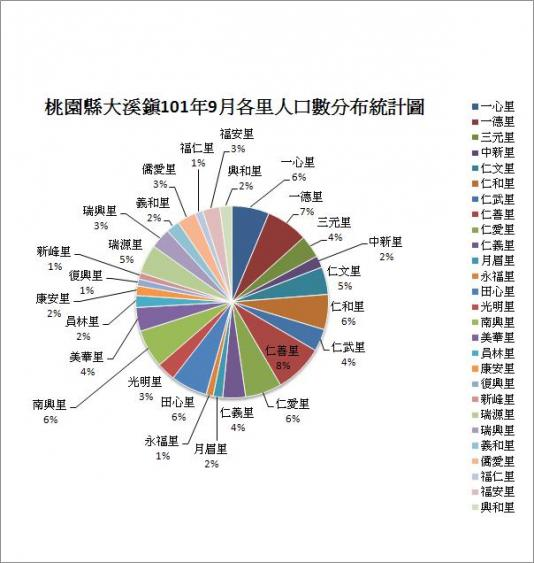 桃園縣大溪鎮101年9月各里人口數分布統計圖
一心里
6%
一德里
7%
三元里
4%
中新里
2%
仁文里
5%
仁和里
6%
仁武里
4%
仁善里
8%
仁愛里
6%
仁義里
4%
月眉里
2%
永福里
1%
田心里
6%
光明里
3%
南興里
6%
美華里
4%
員林里
2%
康安里
2%
復興里
1%
新峰里
1%
瑞源里
5%
瑞興里
3%
義和里
2%
僑愛里
3%
福仁里
1%
福安里
3%
興和里
2%
一心里
一德里
三元里
中新里
仁文里
仁和里
仁武里
仁善里
仁愛里
仁義里
月眉里
永福里
田心里
光明里
南興里
美華里
員林里
康安里
復興里
新峰里
瑞源里
瑞興里
義和里
僑愛里
福仁里
福安里
興和里